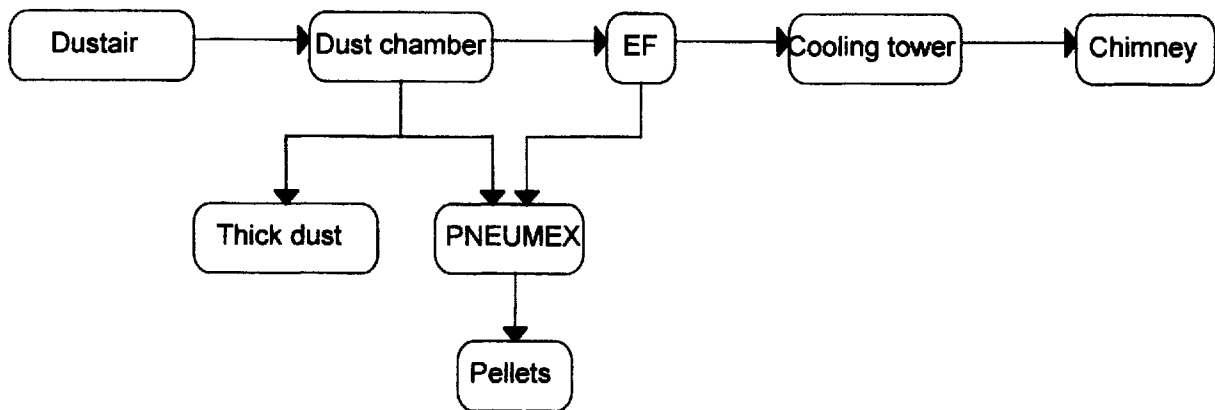 Dustair
Dust chamber
EF
Cooling tower
Chimney
Thick dust
PNEUMEX
Pellets